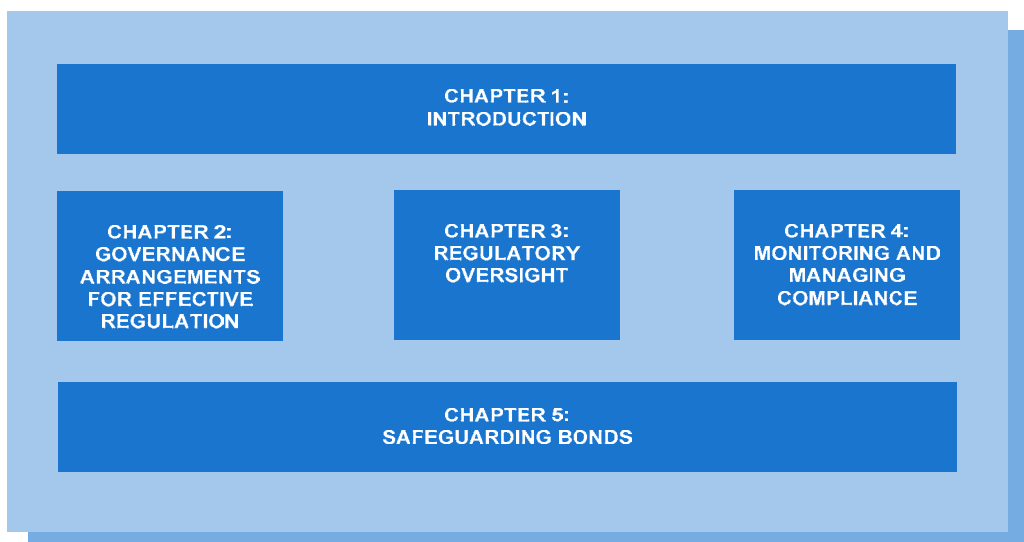 CHAPTER 1:
INTRODUCTION
CHAPTER 2:
GOVERNANCE
ARRANGEMENTS
FOR EFFECTIVE
REGULATION
CHAPTER 3:
REGULATORY
OVERSIGHT
CHAPTER 4:
MONITORING AND
MANAGING
COMPLIANCE
CHAPTER 5:
SAFEGUARDING BONDS